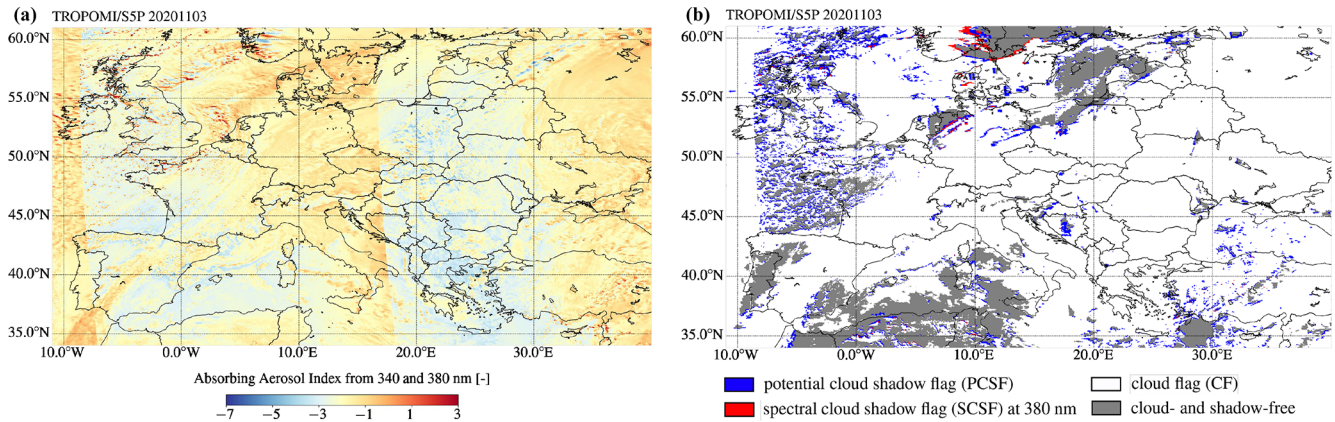 (a) TROPOMI/S5P 20201103
60.0°N
55.0°N
50.0°N
45.0°N
40.0°N
35.0°N
10.0°W 0.0°W 10.0°E 20.0°E 30.0°E
Absorbing Aerosol Index from 340 and 380 nm [-]
−7 −5 −3 −1 1 3
(b) TROPOMI/S5P 20201103
60.0°N
55.0°N
50.0°N
45.0°N
40.0°N
35.0°N
10.0°W 0.0°W 10.0°E 20.0°E 30.0°E
potential cloud shadow flag (PCSF) cloud flag (CF)
spectral cloud shadow flag (SCSF) at 380 nm cloud- and shadow-free